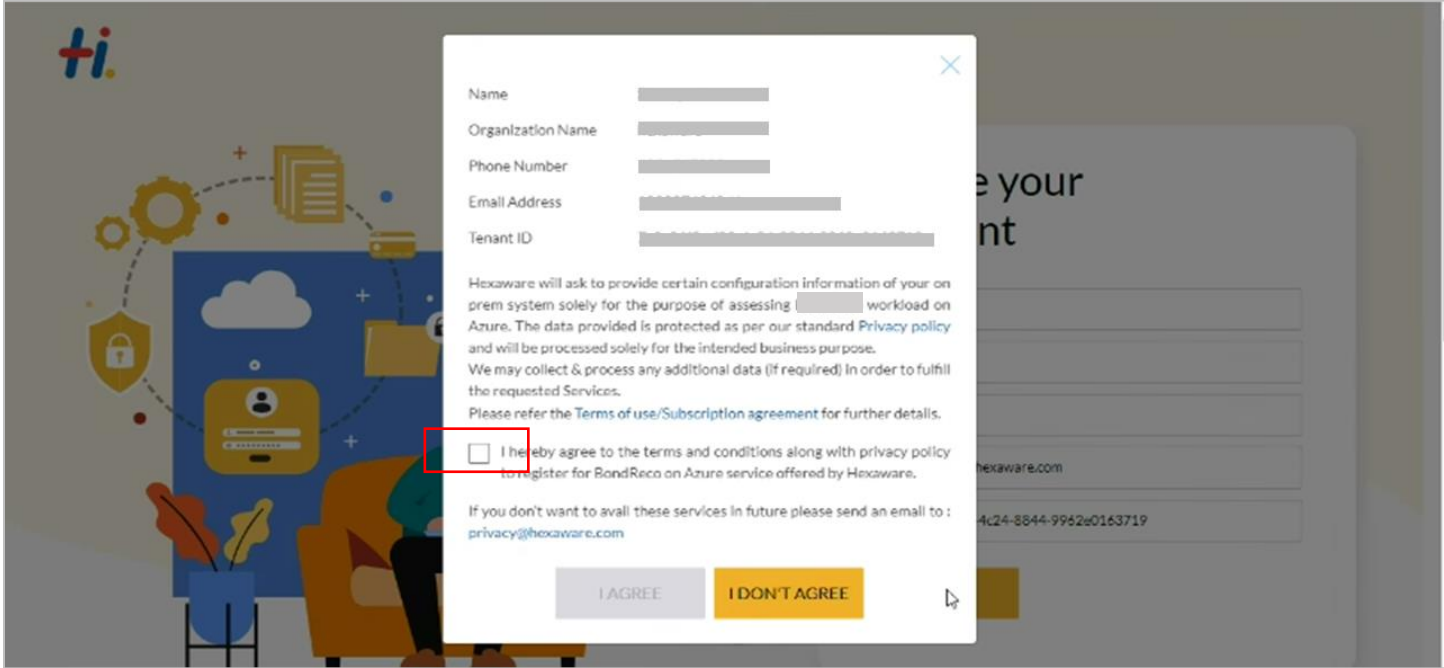 Hi.
Name
Organization Name
Phone Number
Email Address
Tenant ID
Hexaware will ask to provide certain configuration information of your on
prem system solely for the purpose of assessing workload on
Azure. The data provided is protected as per our standard Privacy policy
and will be processed solely for the intended business purpose.
We may collect & process any additional data (if required) in order to fulfill
the requested Services.
Please refer the Terms of use/Subscription agreement for further details.
I hereby agree to the terms and conditions along with privacy policy
to register for BondReco on Azure service offered by Hexaware.
If you don't want to avail these services in future please send an email to :
privacy@hexaware.com
I AGREE
I DON'T AGREE
e your
nt
hexaware.com
-4c24-8844-9962e0163719